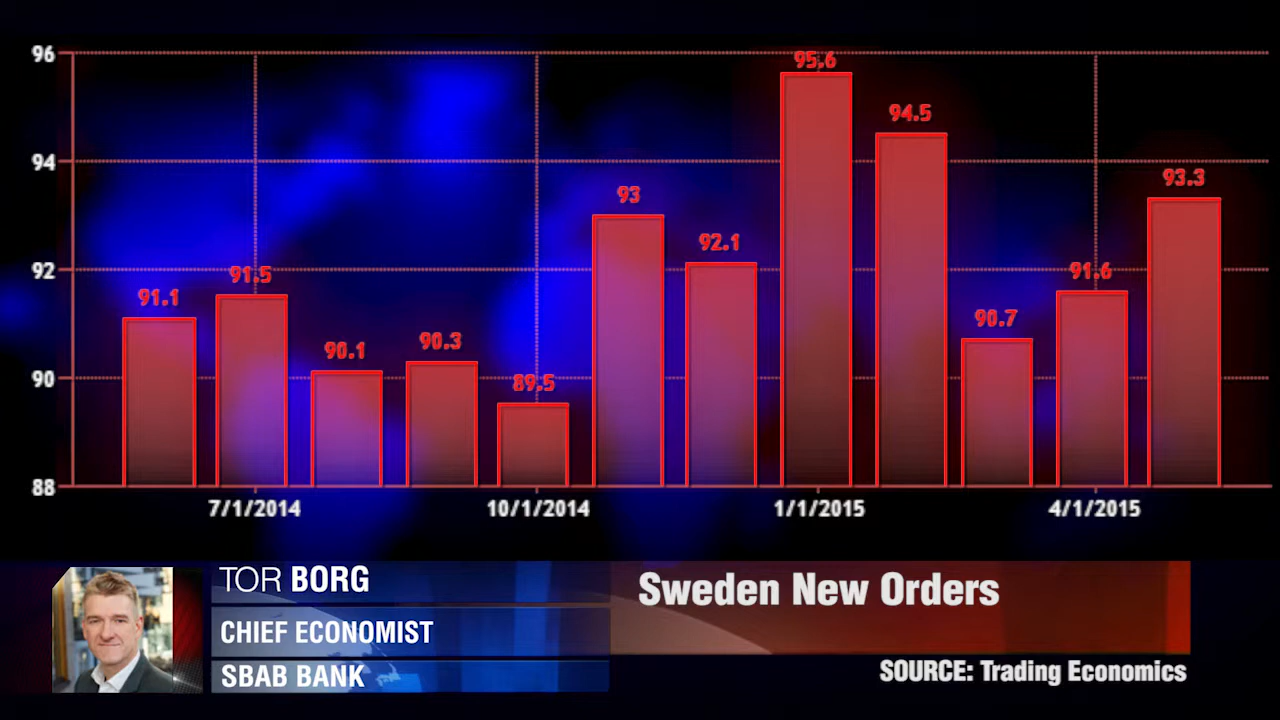 96
95.6
94.5
94
93.3
93
92.1
92
91.5
91.6
91.1
90.7
90.3
90.1
90
89.5
88
7/1/2014 10/1/2014 1/1/2015 4/1/2015
TOR BORG
CHIEF ECONOMIST
SBAB BANK
Sweden New Orders
SOURCE: Trading Economics